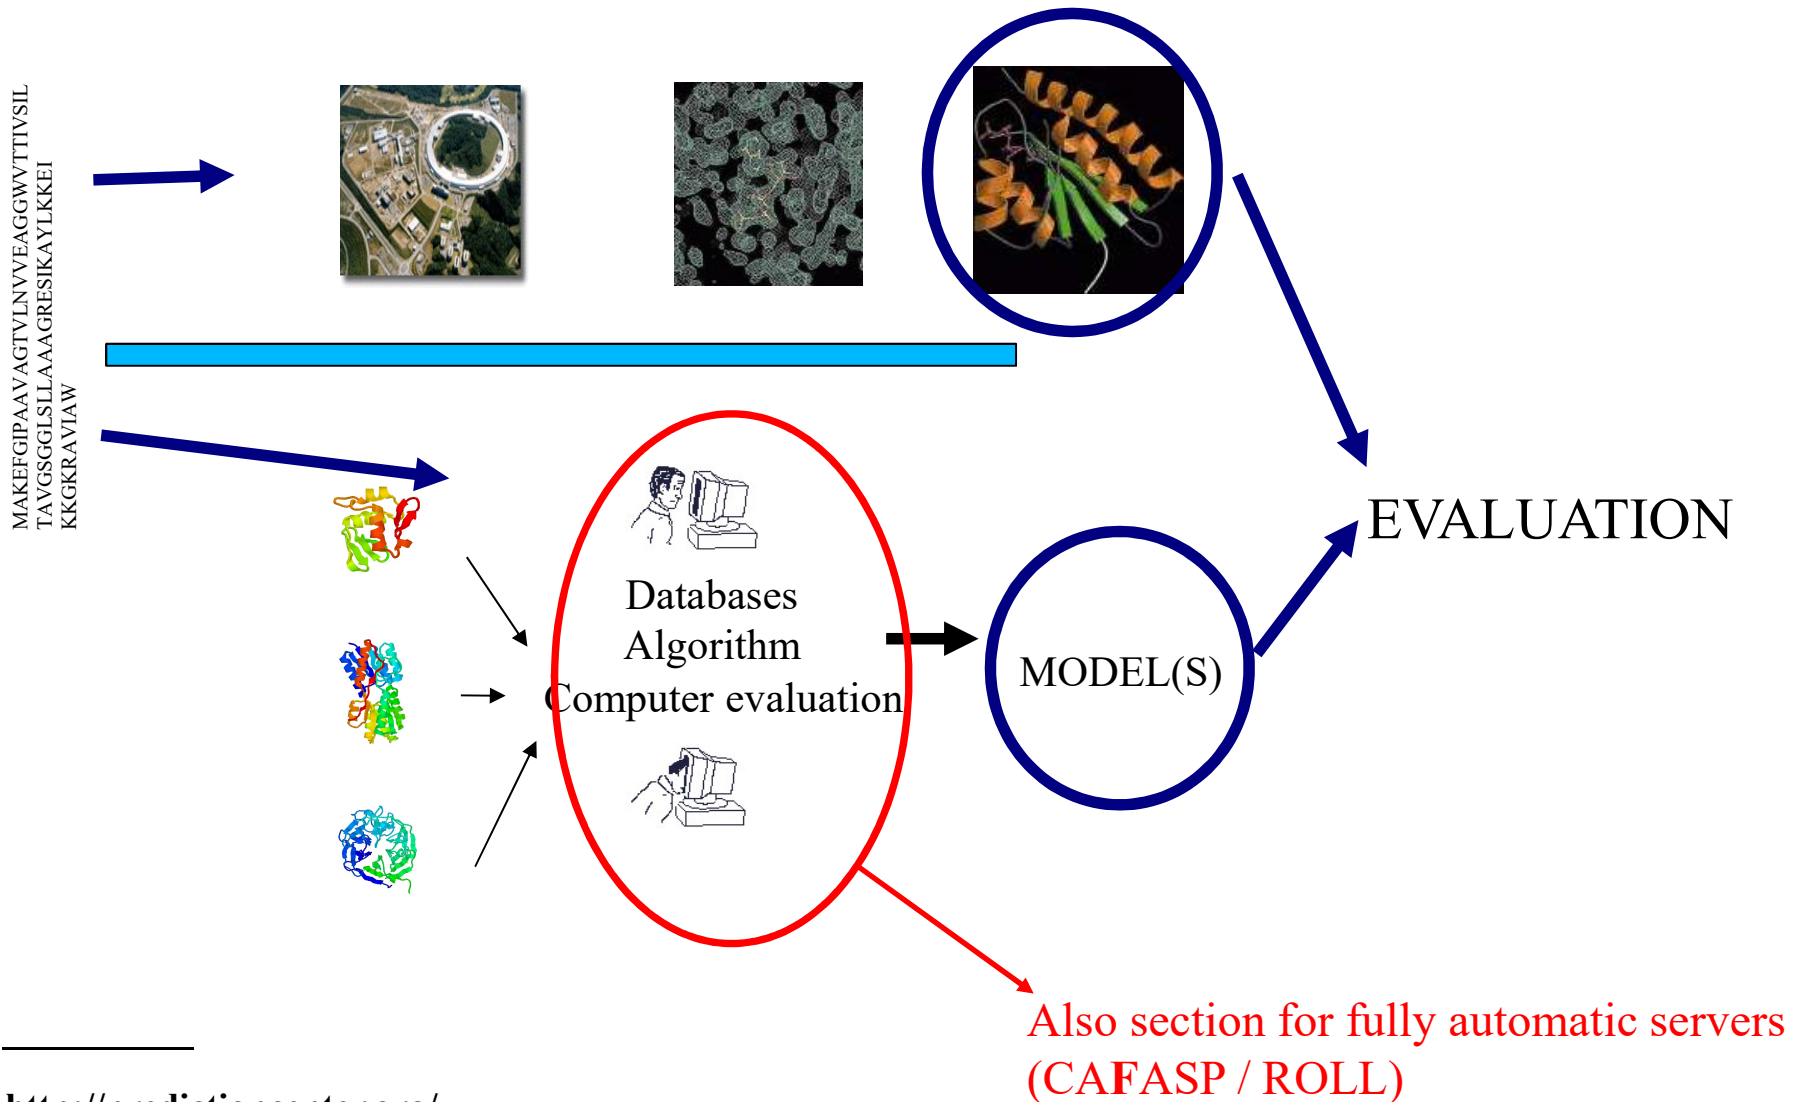 MAKEFGIPAAVAGTVLNVVEAGGWVTTIVSIL
TAVGSGGLSLLAAAGRESIKAYLKKEI
KKGKRAVIAW
EVALUATION
Databases
Algorithm
Computer evaluation
MODEL(S)
Also section for fully automatic servers
(CAFASP / ROLL)